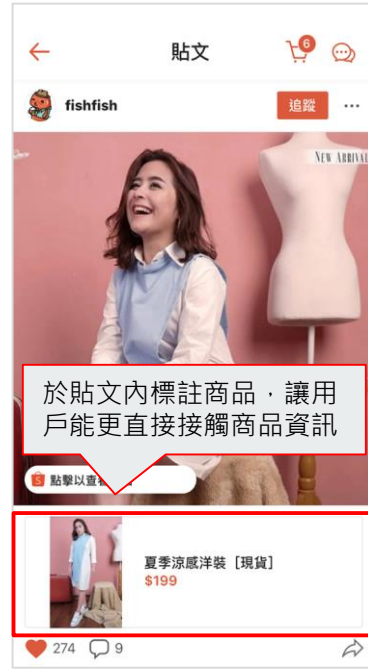 貼文
6
fishfish
追蹤
NEW ARRIVAL
於貼文內標註商品，讓用
戶能更直接接觸商品資訊
點擊以查
夏季涼感洋裝［現貨］
$199
274
9